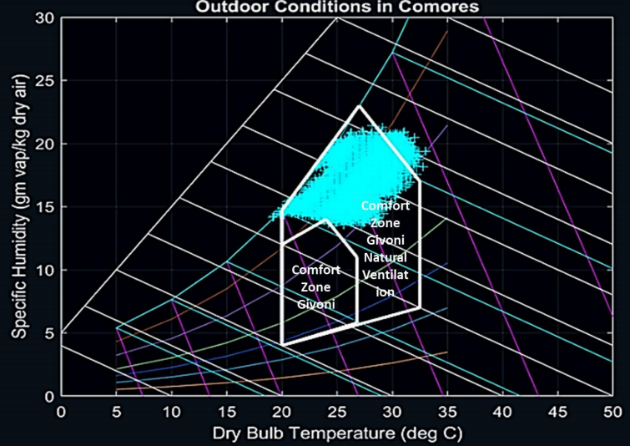 Outdoor Conditions in Comores
Specific Humidity (gm vap/kg dry air)
30
25
20
15
10
5
0
Comfort
Zone
Givoni
Natural
Ventilat
ion
Comfort
Zone
Givoni
0 5 10 15 20 25 30 35 40 45 50
Dry Bulb Temperature (deg C)